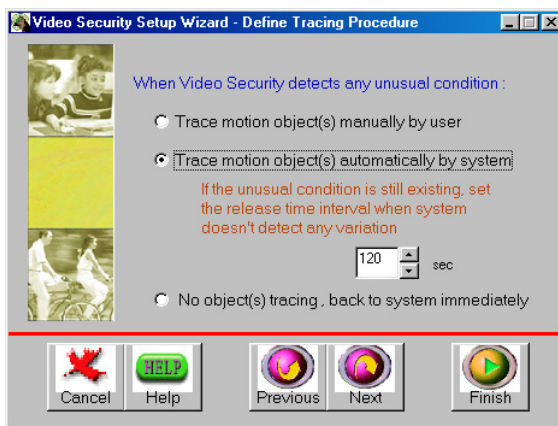 Video Security Setup Wizard - Define Tracing Procedure
When Video Security detects any unusual condition :
Trace motion object(s) manually by user
Trace motion object(s) automatically by system
If the unusual condition is still existing, set
the release time interval when system
doesn't detect any variation
120 sec
No object(s) tracing , back to system immediately
HELP
Cancel Help Previous Next Finish